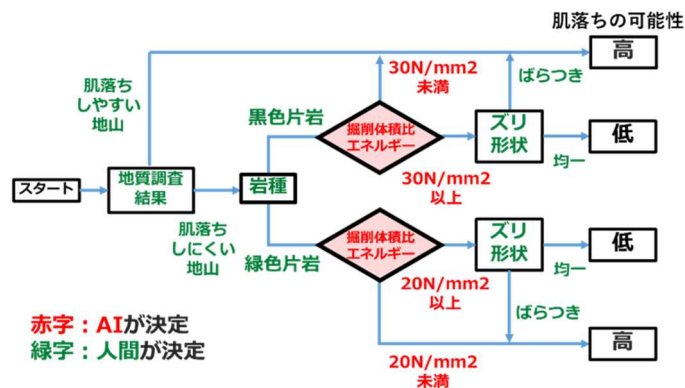 肌落ちの可能性
高
30N/mm2
未満
ばらつき
肌落ち
しやすい
地山
黒色片岩
掘削体積比
エネルギー
ズリ
形状
低
均一
30N/mm2
以上
スタート
地質調査
結果
岩種
肌落ち
しにくい
地山
緑色片岩
掘削体積比
エネルギー
ズリ
形状
低
均一
20N/mm2
以上
ばらつき
高
20N/mm2
未満
赤字：AIが決定
緑字：人間が決定